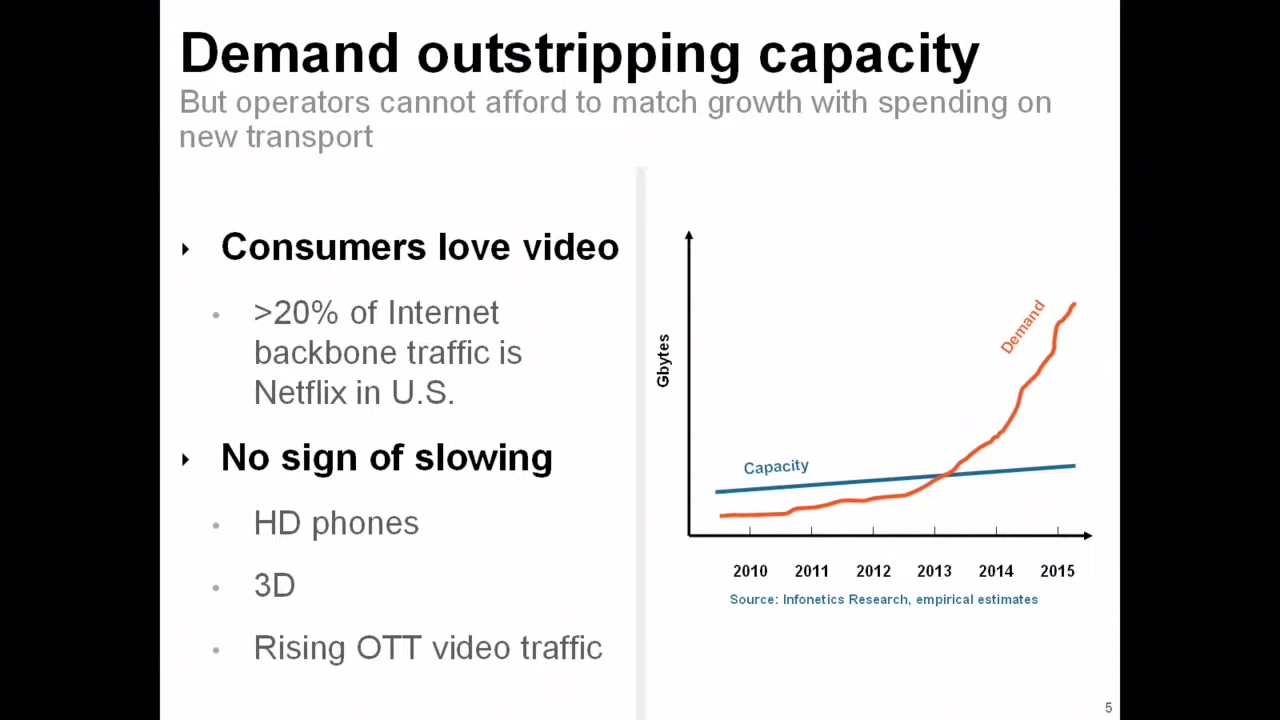 Demand outstripping capacity
But operators cannot afford to match growth with spending on
new transport
Consumers love video
>20% of Internet
backbone traffic is
Netflix in U.S.
No sign of slowing
HD phones
3D
Rising OTT video traffic
Gbytes
Demand
Capacity
2010 2011 2012 2013 2014 2015
Source: Infonetics Research, empirical estimates
5